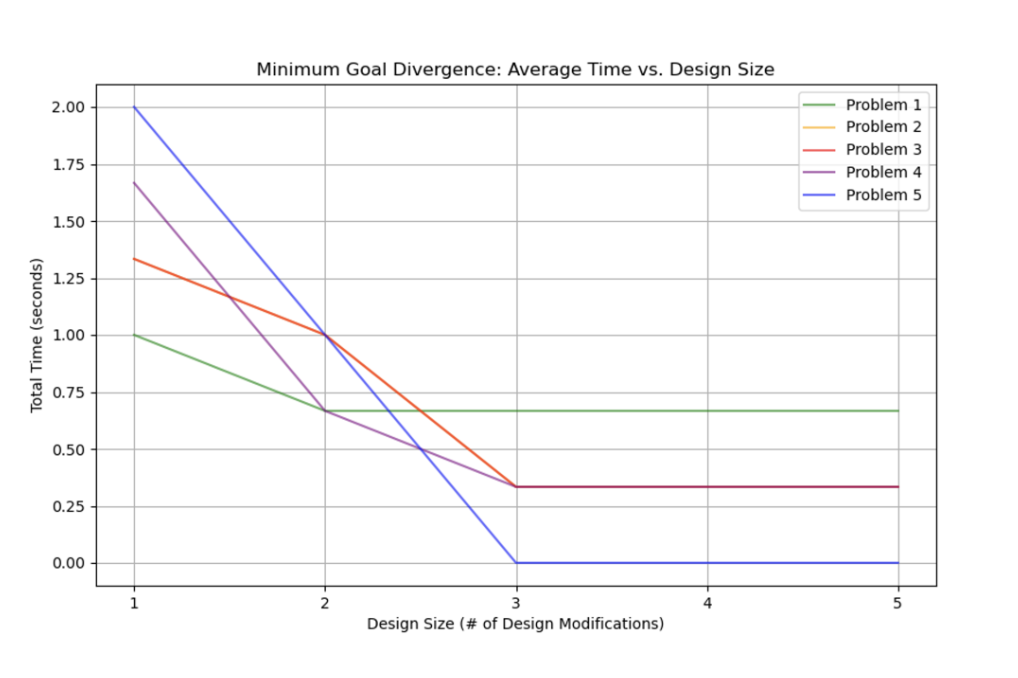 Minimum Goal Divergence: Average Time vs. Design Size
Problem 1
Problem 2
Problem 3
Problem 4
Problem 5
2.00
1.75
1.50
1.25
1.00
0.75
0.50
0.25
0.00
Total Time (seconds)
1 2 3 4 5
Design Size (# of Design Modifications)